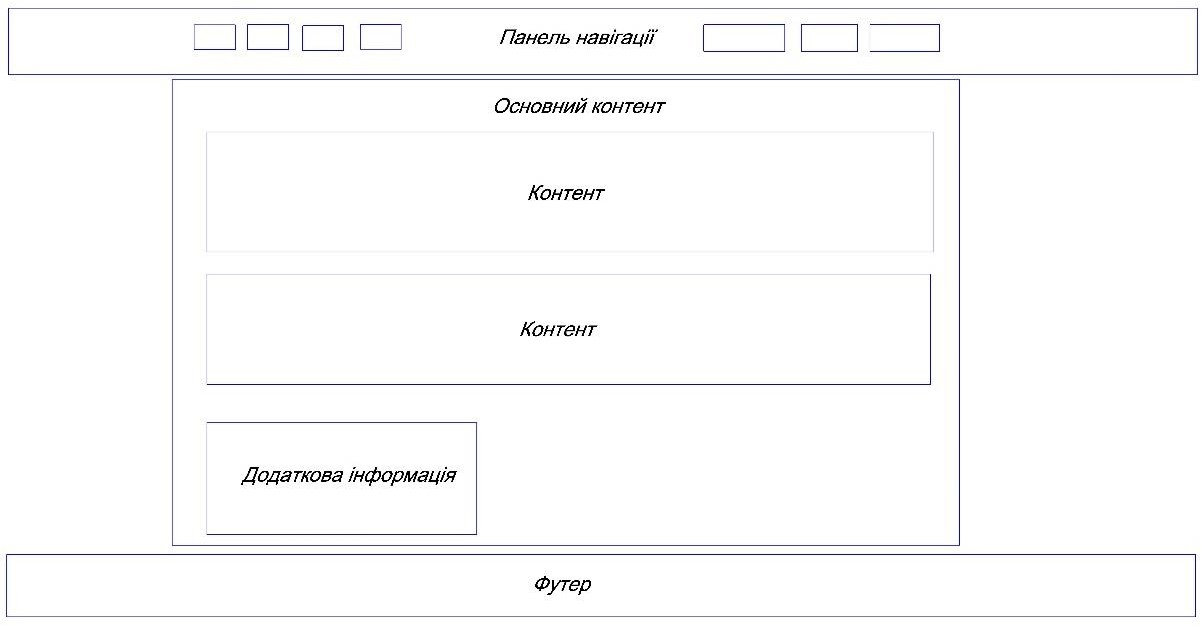 Панель навігації
Основний контент
Контент
Контент
Додаткова інформація
Футер